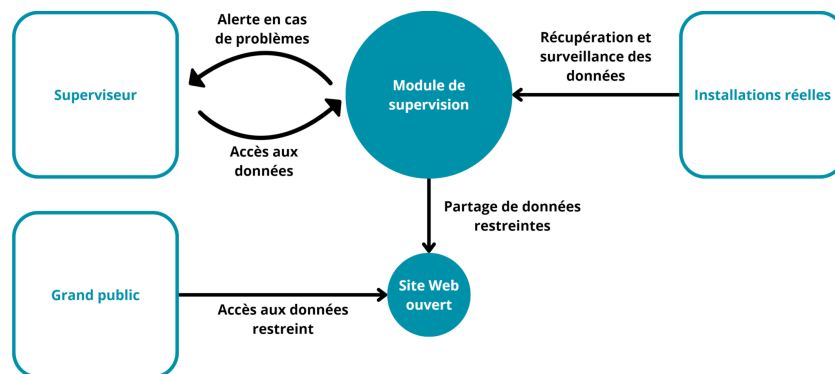 Alerte en cas
de problèmes
Récupération et
surveillance des
données
Superviseur
Module de
supervision
Installations réelles
Accès aux
données
Partage de données
restreintes
Grand public
Site Web
ouvert
Accès aux données
restreint